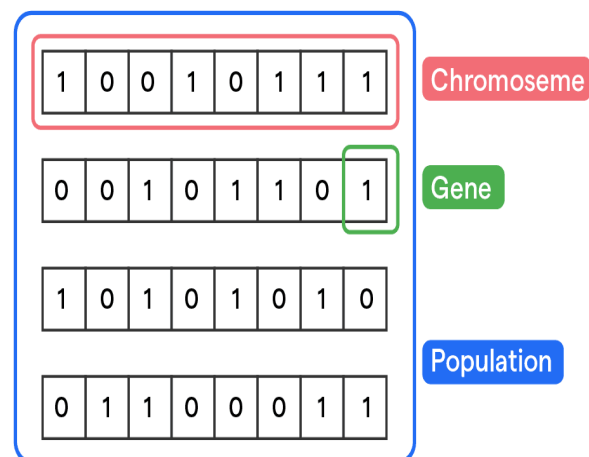 1 0 0 1 0 1 1 1
Chromoseme
0 0 1 0 1 1 0 1
Gene
1 0 1 0 1 0 1 0
Population
0 1 1 0 0 0 1 1